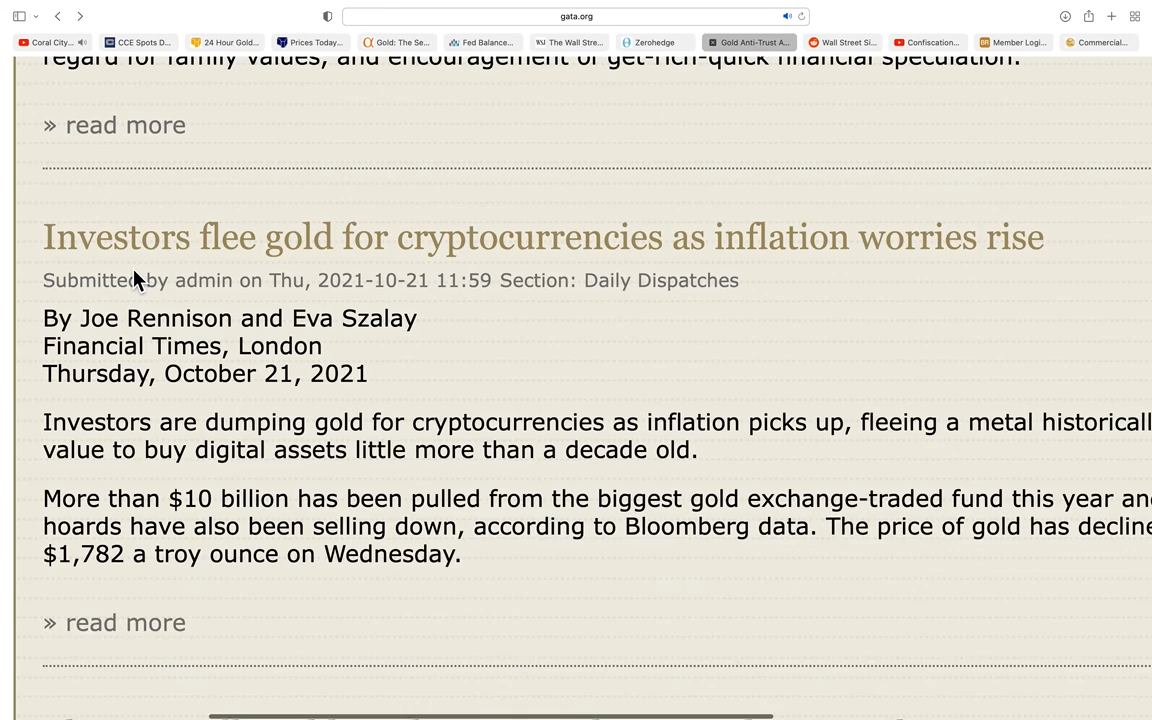 gata.org
Coral City...
CCE Spots D...
24 Hour Gold...
Prices Today...
Gold: The Se...
Fed Balance...
WSJ The Wall Stre...
Zerohedge
Gold Anti-Trust A...
Wall Street Si...
Confiscation...
BR Member Logi...
Commercial...
regard for family values, and encouragement of get-rich-quick financial speculation.
» read more
Investors flee gold for cryptocurrencies as inflation worries rise
Submitted by admin on Thu, 2021-10-21 11:59 Section: Daily Dispatches
By Joe Rennison and Eva Szalay
Financial Times, London
Thursday, October 21, 2021
Investors are dumping gold for cryptocurrencies as inflation picks up, fleeing a metal historicall
value to buy digital assets little more than a decade old.
More than $10 billion has been pulled from the biggest gold exchange-traded fund this year an
hoards have also been selling down, according to Bloomberg data. The price of gold has decline
$1,782 a troy ounce on Wednesday.
» read more